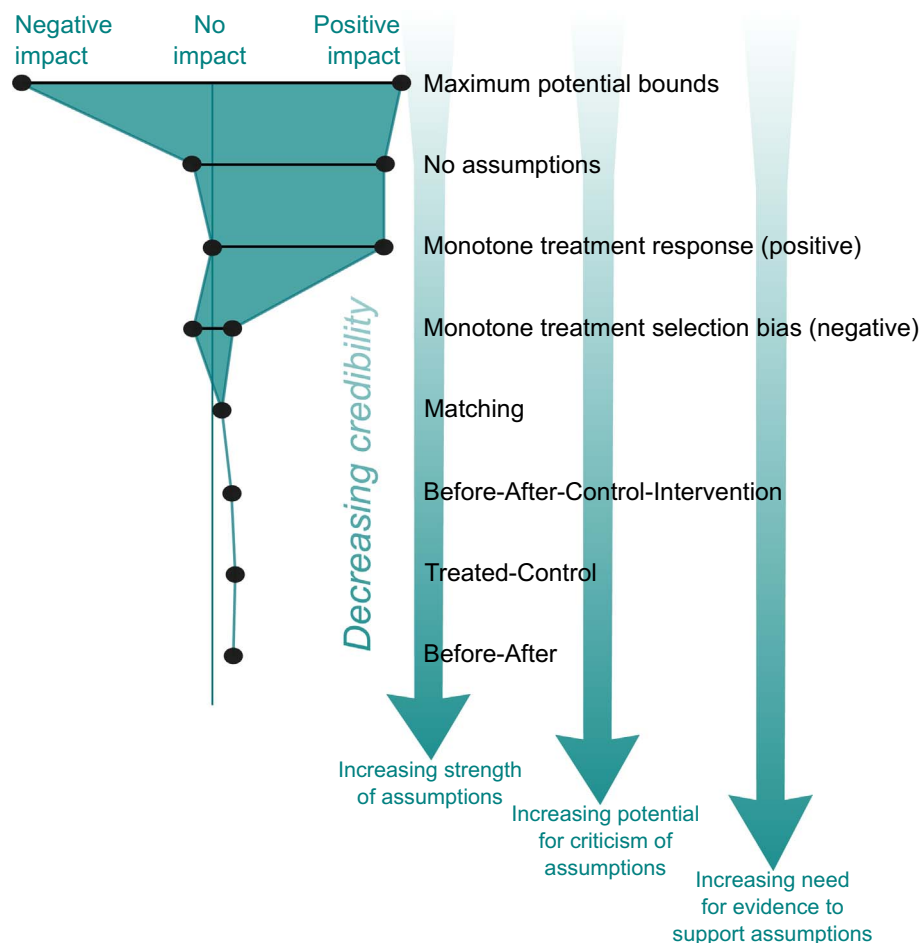 Negative impact
No impact
Positive impact
Maximum potential bounds
No assumptions
Monotone treatment response (positive)
Monotone treatment selection bias (negative)
Matching
Before-After-Control-Intervention
Treated-Control
Before-After
Decreasing credibility
Increasing strength
of assumptions
Increasing potential
for criticism of
assumptions
Increasing need
for evidence to
support assumptions